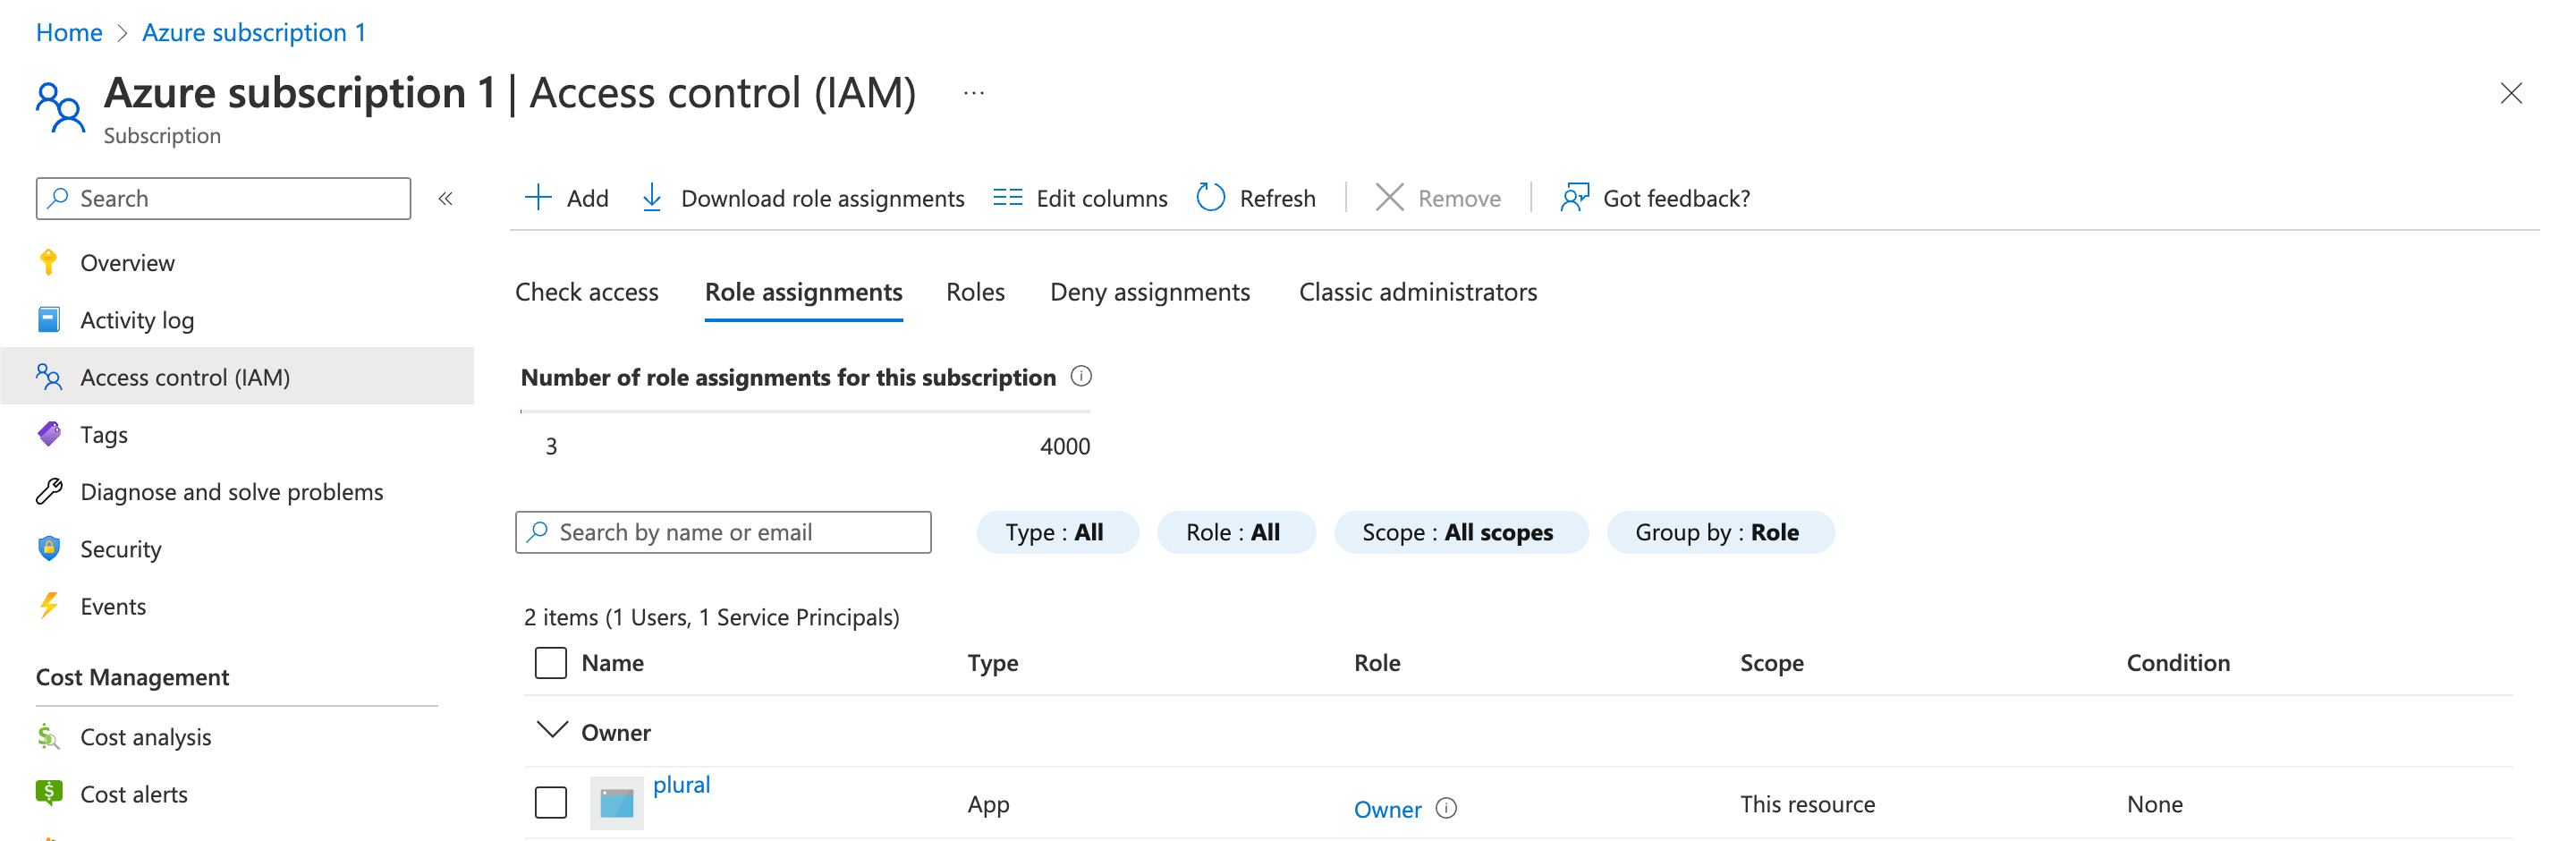 Home > Azure subscription 1
Azure subscription 1 | Access control (IAM) ...
Subscription
Search «
Add Download role assignments Edit columns Refresh Remove Got feedback?
Overview
Activity log
Access control (IAM)
Tags
Diagnose and solve problems
Security
Events
Cost Management
Cost analysis
Cost alerts
Check access Role assignments Roles Deny assignments Classic administrators
Number of role assignments for this subscription
3 4000
Search by name or email Type : All Role : All Scope : All scopes Group by : Role
2 items (1 Users, 1 Service Principals)
Name Type Role Scope Condition
Owner
plural App Owner This resource None